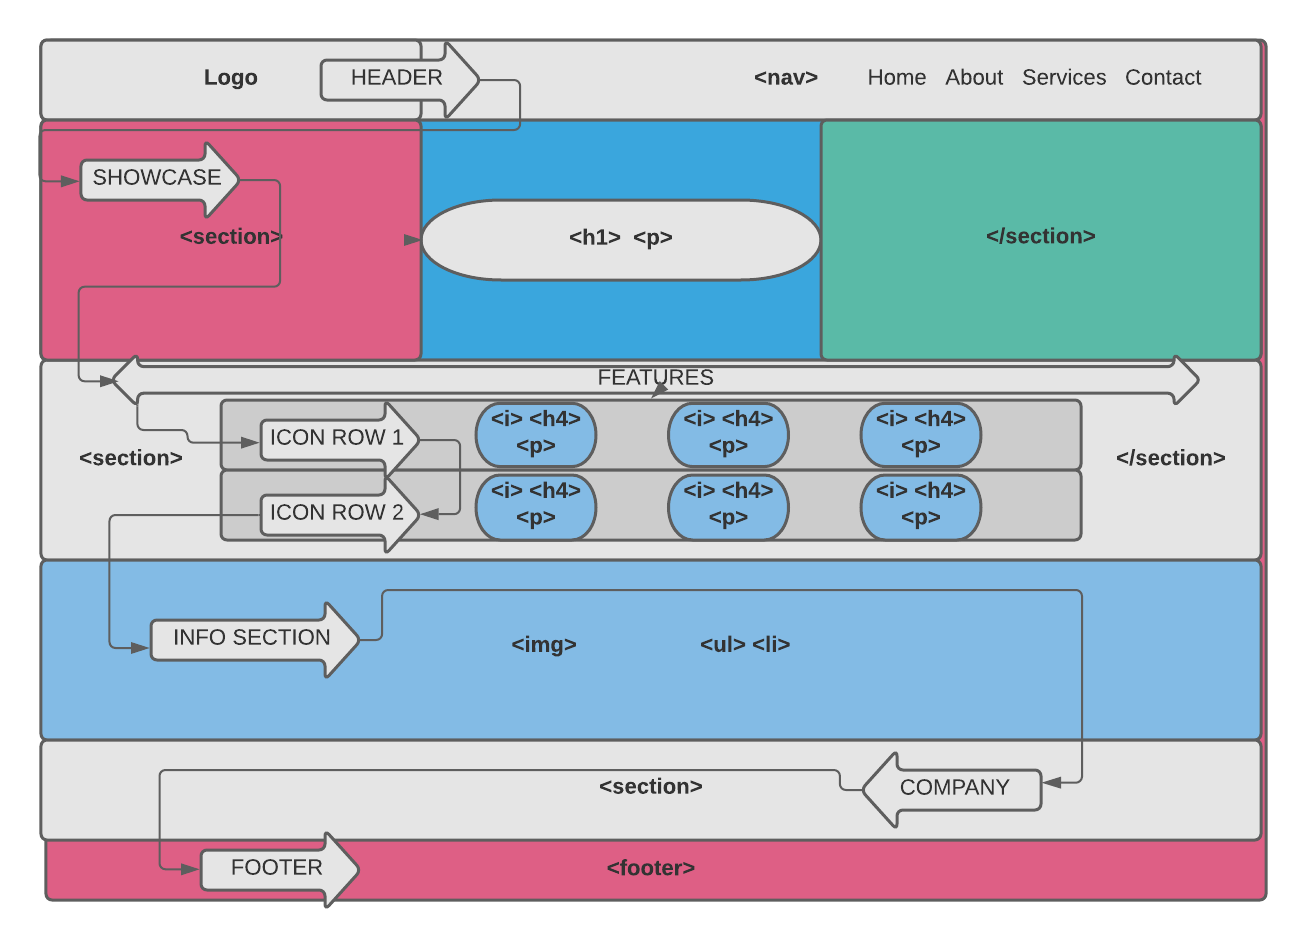 Logo HEADER <nav> Home About Services Contact
SHOWCASE
<section> <h1> <p> </section>
FEATURES
ICON ROW 1 <i> <h4> <i> <h4> <i> <h4>
<p> <p> <p>
<section> </section>
ICON ROW 2 <i> <h4> <i> <h4> <i> <h4>
<p> <p> <p>
INFO SECTION <img> <ul> <li>
<section> COMPANY
FOOTER <footer>